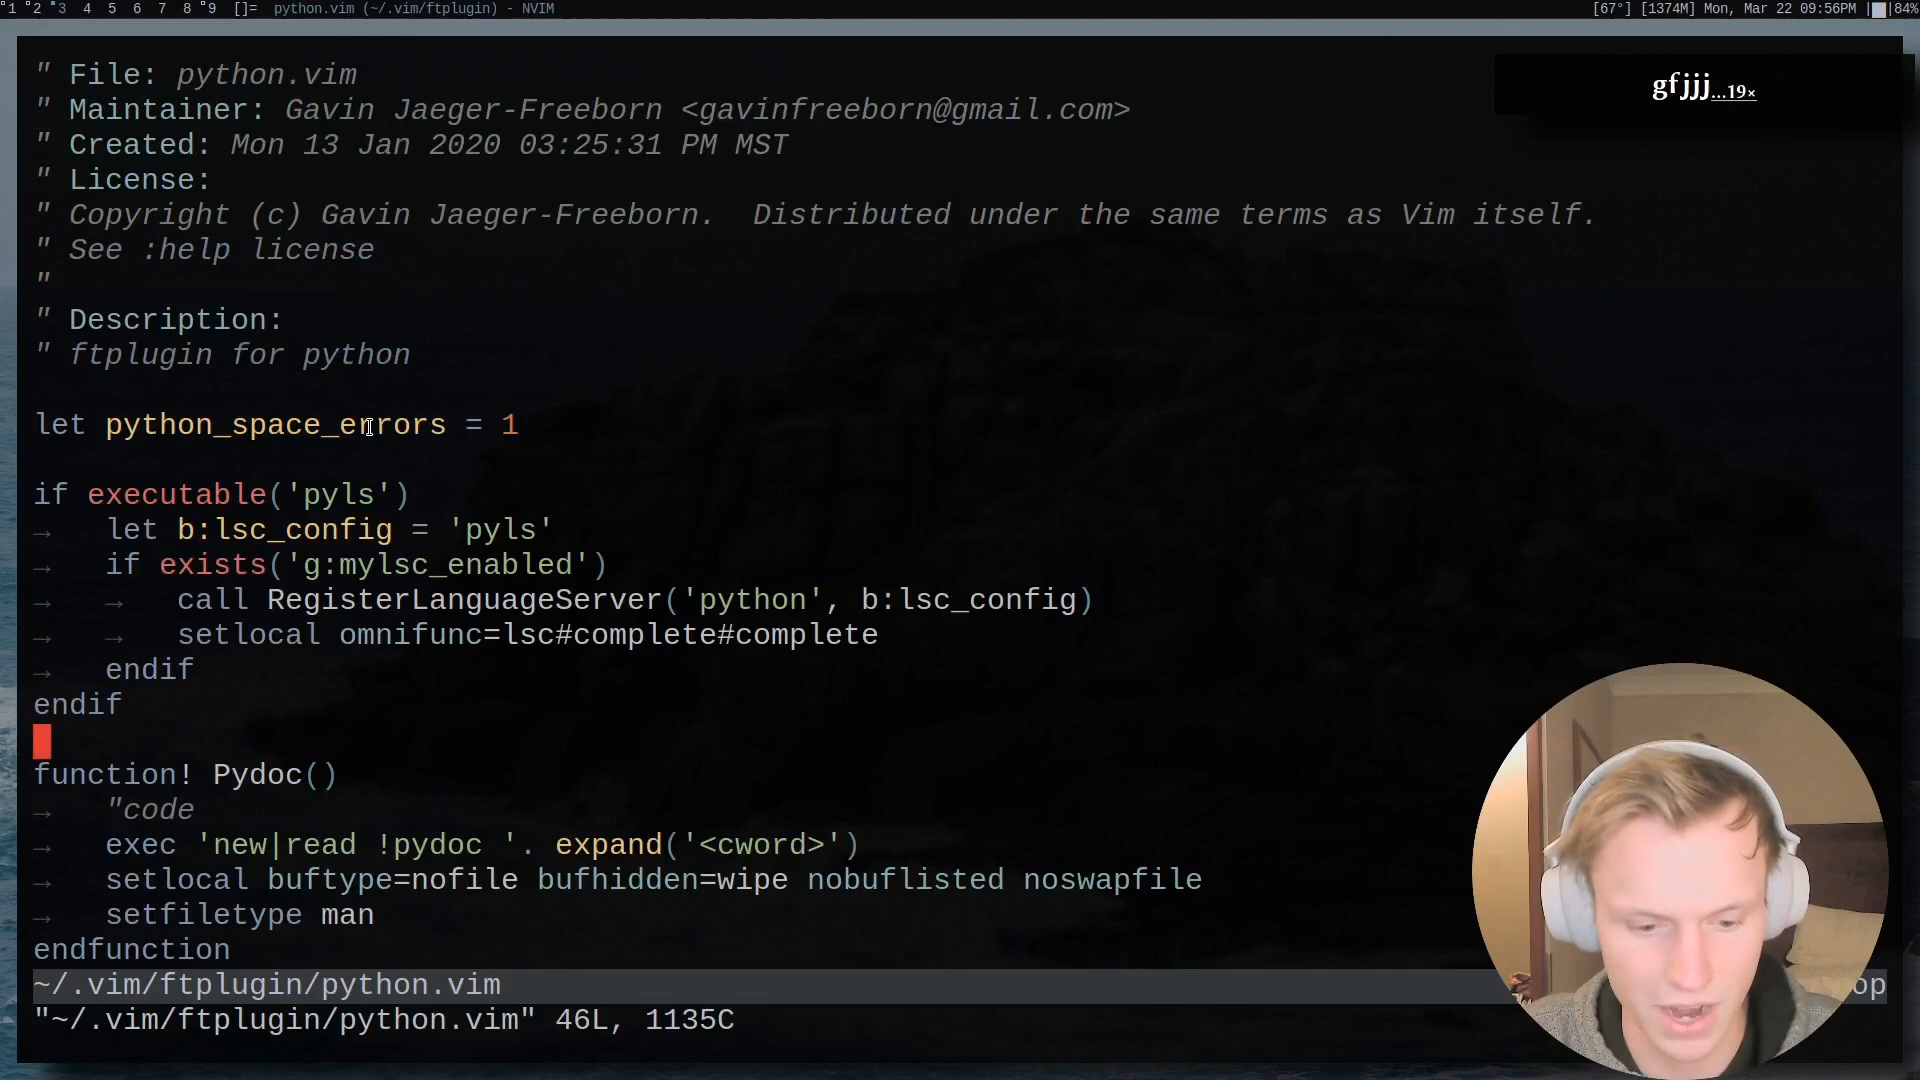 1 2 3 4 5 6 7 8 9 []= python.vim (~/.vim/ftplugin) - NVIM [67°] [1374M] Mon, Mar 22 09:56PM | |84%
gfjjj...19×
" File: python.vim
" Maintainer: Gavin Jaeger-Freeborn <gavinfreeborn@gmail.com>
" Created: Mon 13 Jan 2020 03:25:31 PM MST
" License:
" Copyright (c) Gavin Jaeger-Freeborn.  Distributed under the same terms as Vim itself.
" See :help license
"
" Description:
" ftplugin for python
let python_space_errors = 1
if executable('pyls')
→   let b:lsc_config = 'pyls'
→   if exists('g:mylsc_enabled')
→   →   call RegisterLanguageServer('python', b:lsc_config)
→   →   setlocal omnifunc=lsc#complete#complete
→   endif
endif
function! Pydoc()
→   "code
→   exec 'new|read !pydoc '. expand('<cword>')
→   setlocal buftype=nofile bufhidden=wipe nobuflisted noswapfile
→   setfiletype man
endfunction
~/.vim/ftplugin/python.vim op
"~/.vim/ftplugin/python.vim" 46L, 1135C